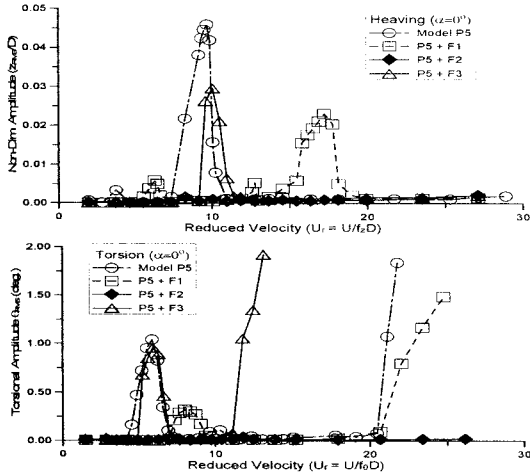 0.05
0.04
0.03
0.02
0.01
0.00
Non-Dim Amplitude (zRMS/D)
Heaving (α=0°)
Model P5
P5 + F1
P5 + F2
P5 + F3
0 10 20 30
Reduced Velocity (Ur = U/fzD)
2.00
1.50
1.00
0.50
0.00
Torsional Amplitude (deg.)
Torsion (α=0°)
Model P5
P5 + F1
P5 + F2
P5 + F3
0 10 20 30
Reduced Velocity (Ur = U/fθD)